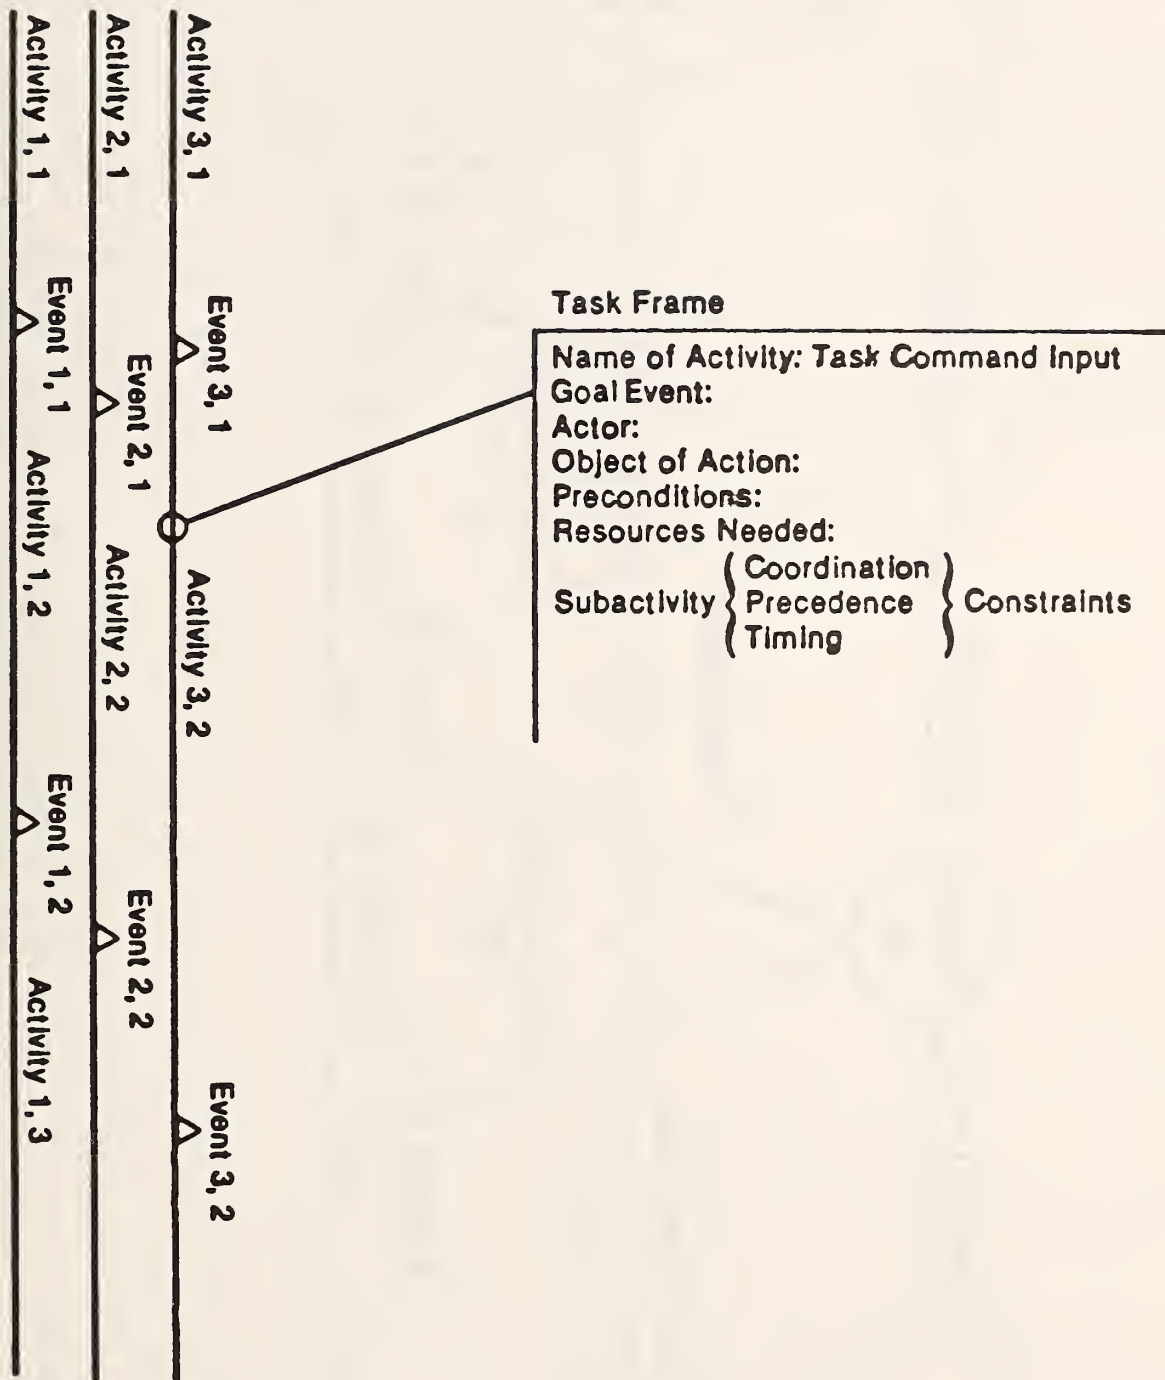 Activity 3, 1
Event 3, 1
Activity 3, 2
Event 3, 2
Activity 2, 1
Event 2, 1
Activity 2, 2
Event 2, 2
Activity 1, 1
Event 1, 1
Activity 1, 2
Event 1, 2
Activity 1, 3
Task Frame
Name of Activity: Task Command Input
Goal Event:
Actor:
Object of Action:
Preconditions:
Resources Needed:
Coordination
Subactivity { Precedence } Constraints
Timing